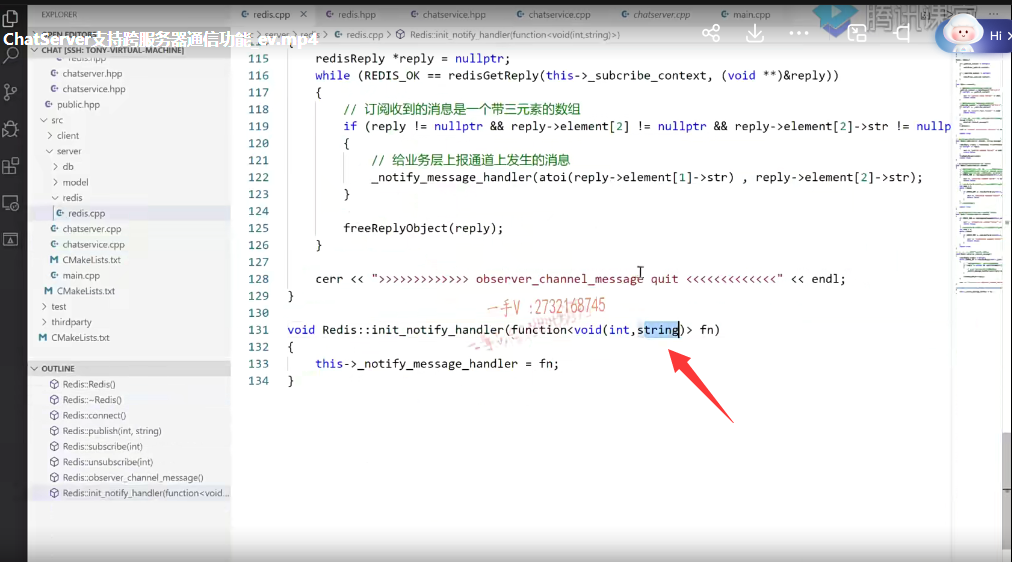 EXPLORER
redis.cpp
redis.hpp
chatservice.hpp
chatservice.cpp
chatserver.cpp
main.cpp
ChatServer支持跨服务器通信功能_ev.mp4
server
redis
redis.cpp
Redis::init_notify_handler(function<void(int,string)>)
CHAT [SSH: TONY-VIRTUAL-MACHINE]
Hi
redis.hpp
chatserver.hpp
chatservice.hpp
public.hpp
src
client
server
db
model
redis
redis.cpp
chatserver.cpp
chatservice.cpp
CMakeLists.txt
main.cpp
CMakeLists.txt
test
thirdparty
CMakeLists.txt
OUTLINE
Redis::Redis()
Redis::~Redis()
Redis::connect()
Redis::publish(int, string)
Redis::subscribe(int)
Redis::unsubscribe(int)
Redis::observer_channel_message()
Redis::init_notify_handler(function<void...
115 redisReply *reply = nullptr;
116 while (REDIS_OK == redisGetReply(this->_subcribe_context, (void **)&reply))
117 {
118 // 订阅收到的消息是一个带三元素的数组
119 if (reply != nullptr && reply->element[2] != nullptr && reply->element[2]->str != nullp
120 {
121 // 给业务层上报通道上发生的消息
122 _notify_message_handler(atoi(reply->element[1]->str) , reply->element[2]->str);
123 }
124
125 freeReplyObject(reply);
126 }
127
128 cerr << ">>>>>>>>>>>>> observer_channel_message quit <<<<<<<<<<<<<" << endl;
129 }
130
一手V :2732168745
131 void Redis::init_notify_handler(function<void(int,string)> fn)
132 {
133 this->_notify_message_handler = fn;
134 }